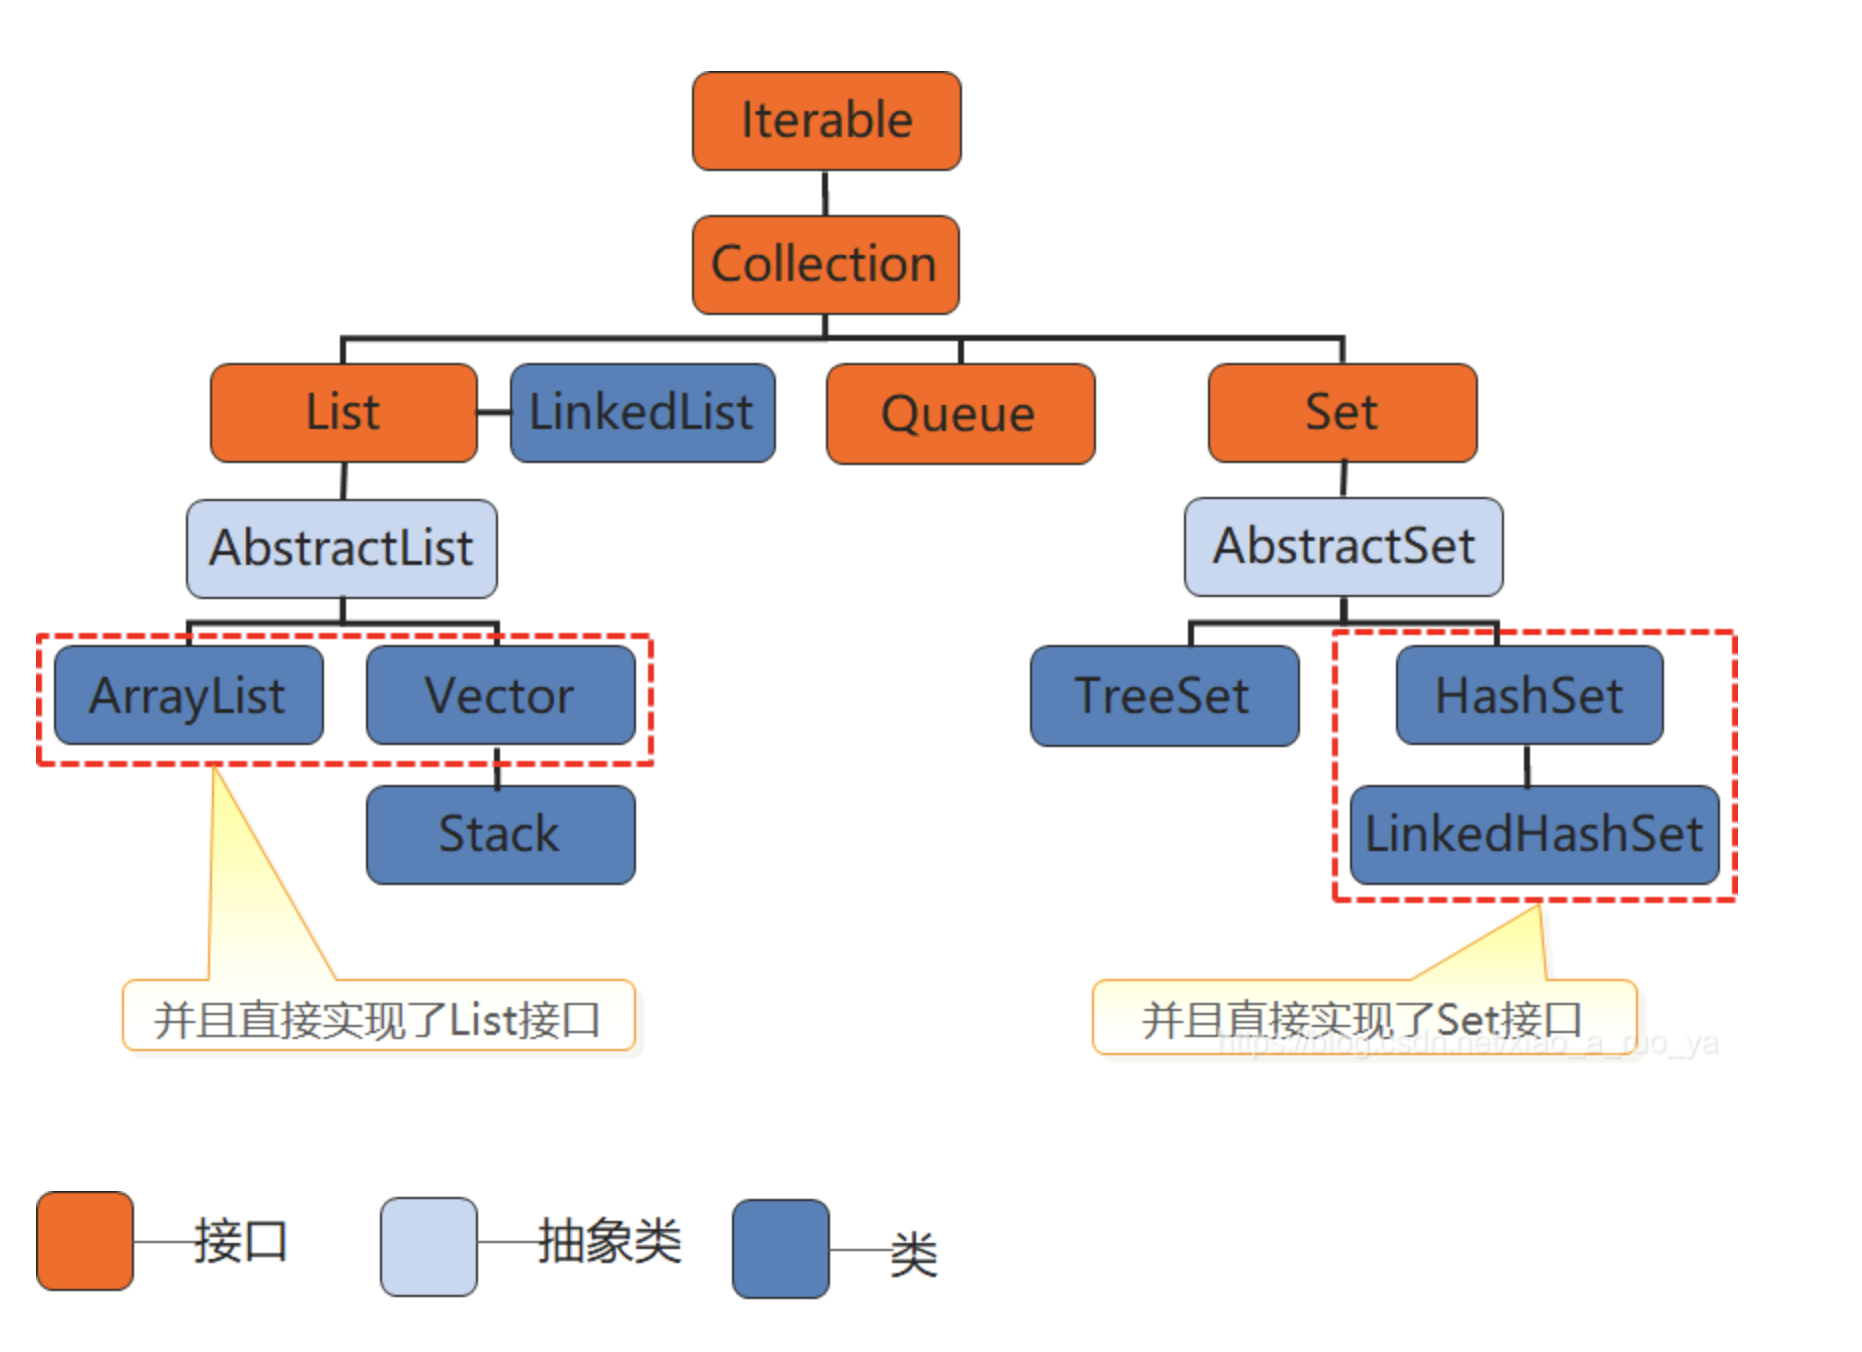 Iterable
Collection
List
LinkedList
Queue
Set
AbstractList
AbstractSet
ArrayList
Vector
TreeSet
HashSet
Stack
LinkedHashSet
并且直接实现了List接口
并且直接实现了Set接口
https://blog.csdn.net/xiao_a_ruo_ya
接口
抽象类
类